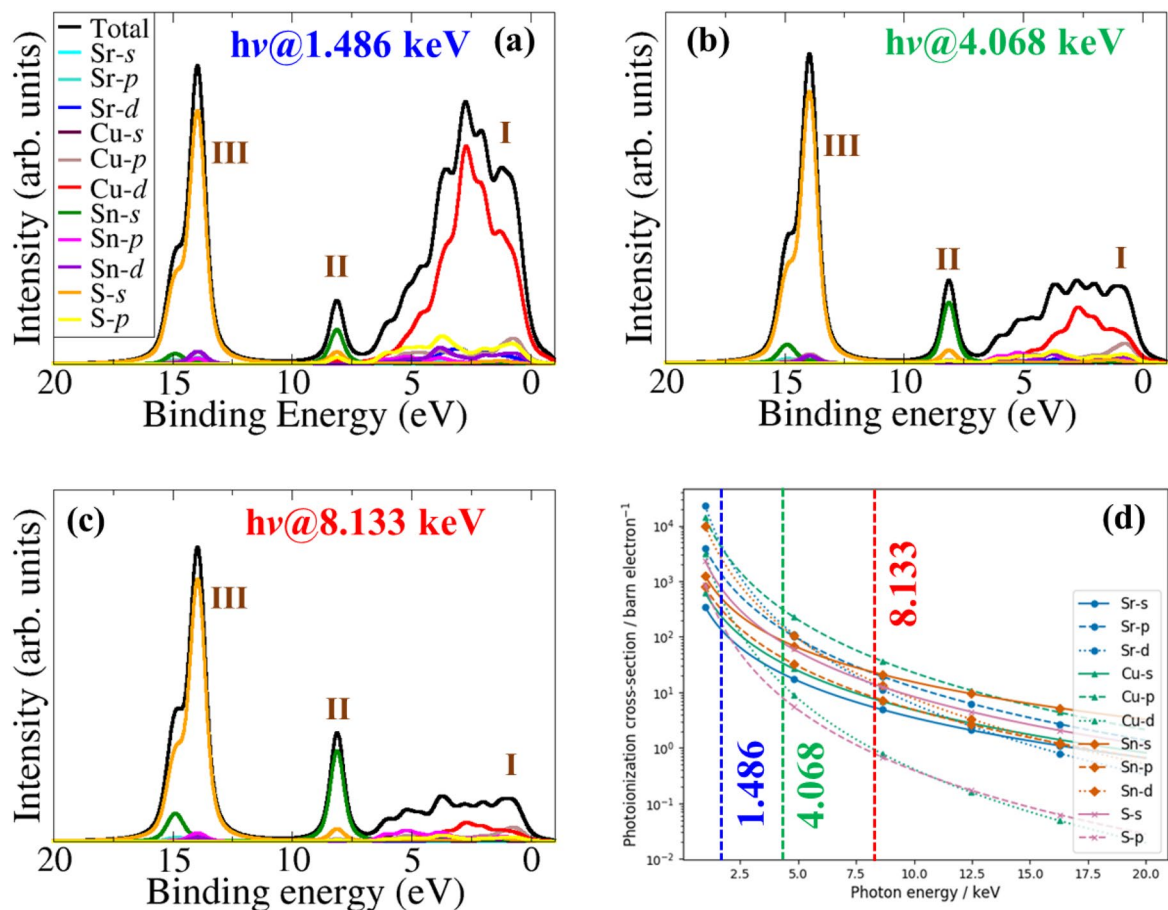 Total
Sr-s
Sr-p
Sr-d
Cu-s
Cu-p
Cu-d
Sn-s
Sn-p
Sn-d
S-s
S-p
hν@1.486 keV
(a)
III
II
I
Intensity (arb. units)
20 15 10 5 0
Binding Energy (eV)
(b)
hν@4.068 keV
III
II
I
Intensity (arb. units)
20 15 10 5 0
Binding energy (eV)
(c)
hν@8.133 keV
III
II
I
Intensity (arb. units)
20 15 10 5 0
Binding energy (eV)
(d)
Photoionization cross-section / barn electron⁻¹
10⁴
10³
10²
10¹
10⁰
10⁻¹
10⁻²
1.486
4.068
8.133
Sr-s
Sr-p
Sr-d
Cu-s
Cu-p
Cu-d
Sn-s
Sn-p
Sn-d
S-s
S-p
2.5 5.0 7.5 10.0 12.5 15.0 17.5 20.0
Photon energy / keV